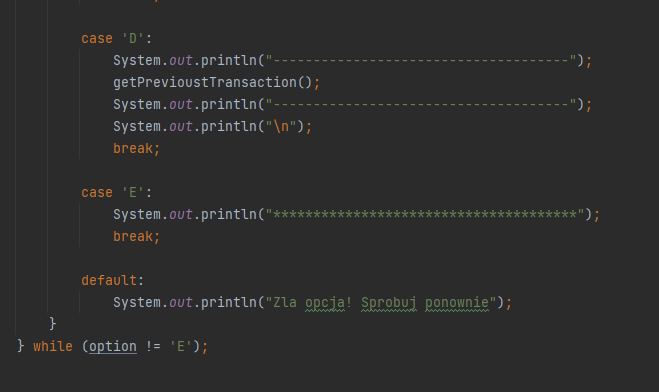 case 'D':
System.out.println("-------------------------------------");
getPrevioustTransaction();
System.out.println("-------------------------------------");
System.out.println("\n");
break;
case 'E':
System.out.println("**************************************");
break;
default:
System.out.println("Zla opcja! Sprobuj ponownie");
}
} while (option != 'E');